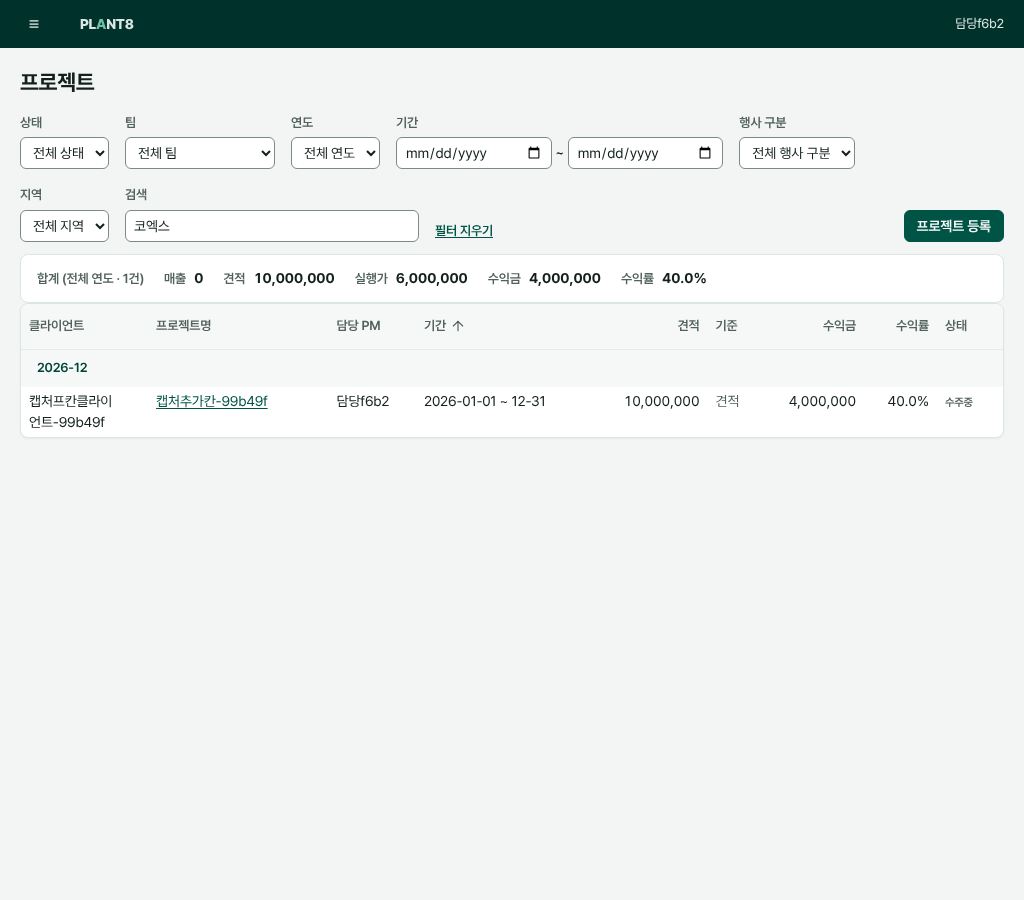 ≡ PLANT8 담당f6b2
프로젝트
상태 팀 연도 기간 행사 구분
전체 상태 전체 팀 전체 연도 mm/dd/yyyy ~ mm/dd/yyyy 전체 행사 구분
지역 검색
전체 지역 코엑스 필터 지우기 프로젝트 등록
합계 (전체 연도 · 1건) 매출 0 견적 10,000,000 실행가 6,000,000 수익금 4,000,000 수익률 40.0%
클라이언트 프로젝트명 담당 PM 기간 ↑ 견적 기준 수익금 수익률 상태
2026-12
캡처프칸클라이 캡처추가칸-99b49f 담당f6b2 2026-01-01 ~ 12-31 10,000,000 견적 4,000,000 40.0% 수주중
언트-99b49f